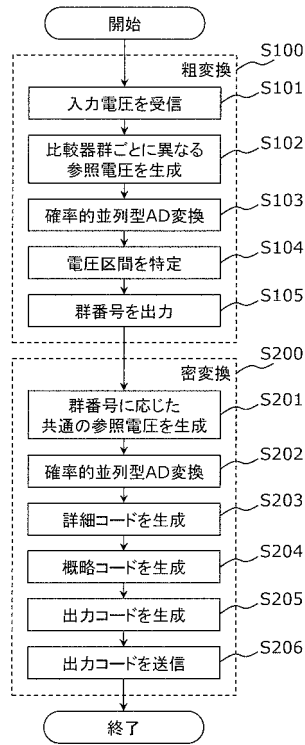 開始
S100
粗変換
S101
入力電圧を受信
S102
比較器群ごとに異なる
参照電圧を生成
S103
確率的並列型AD変換
S104
電圧区間を特定
S105
群番号を出力
S200
密変換
S201
群番号に応じた
共通の参照電圧を生成
S202
確率的並列型AD変換
S203
詳細コードを生成
S204
概略コードを生成
S205
出力コードを生成
S206
出力コードを送信
終了